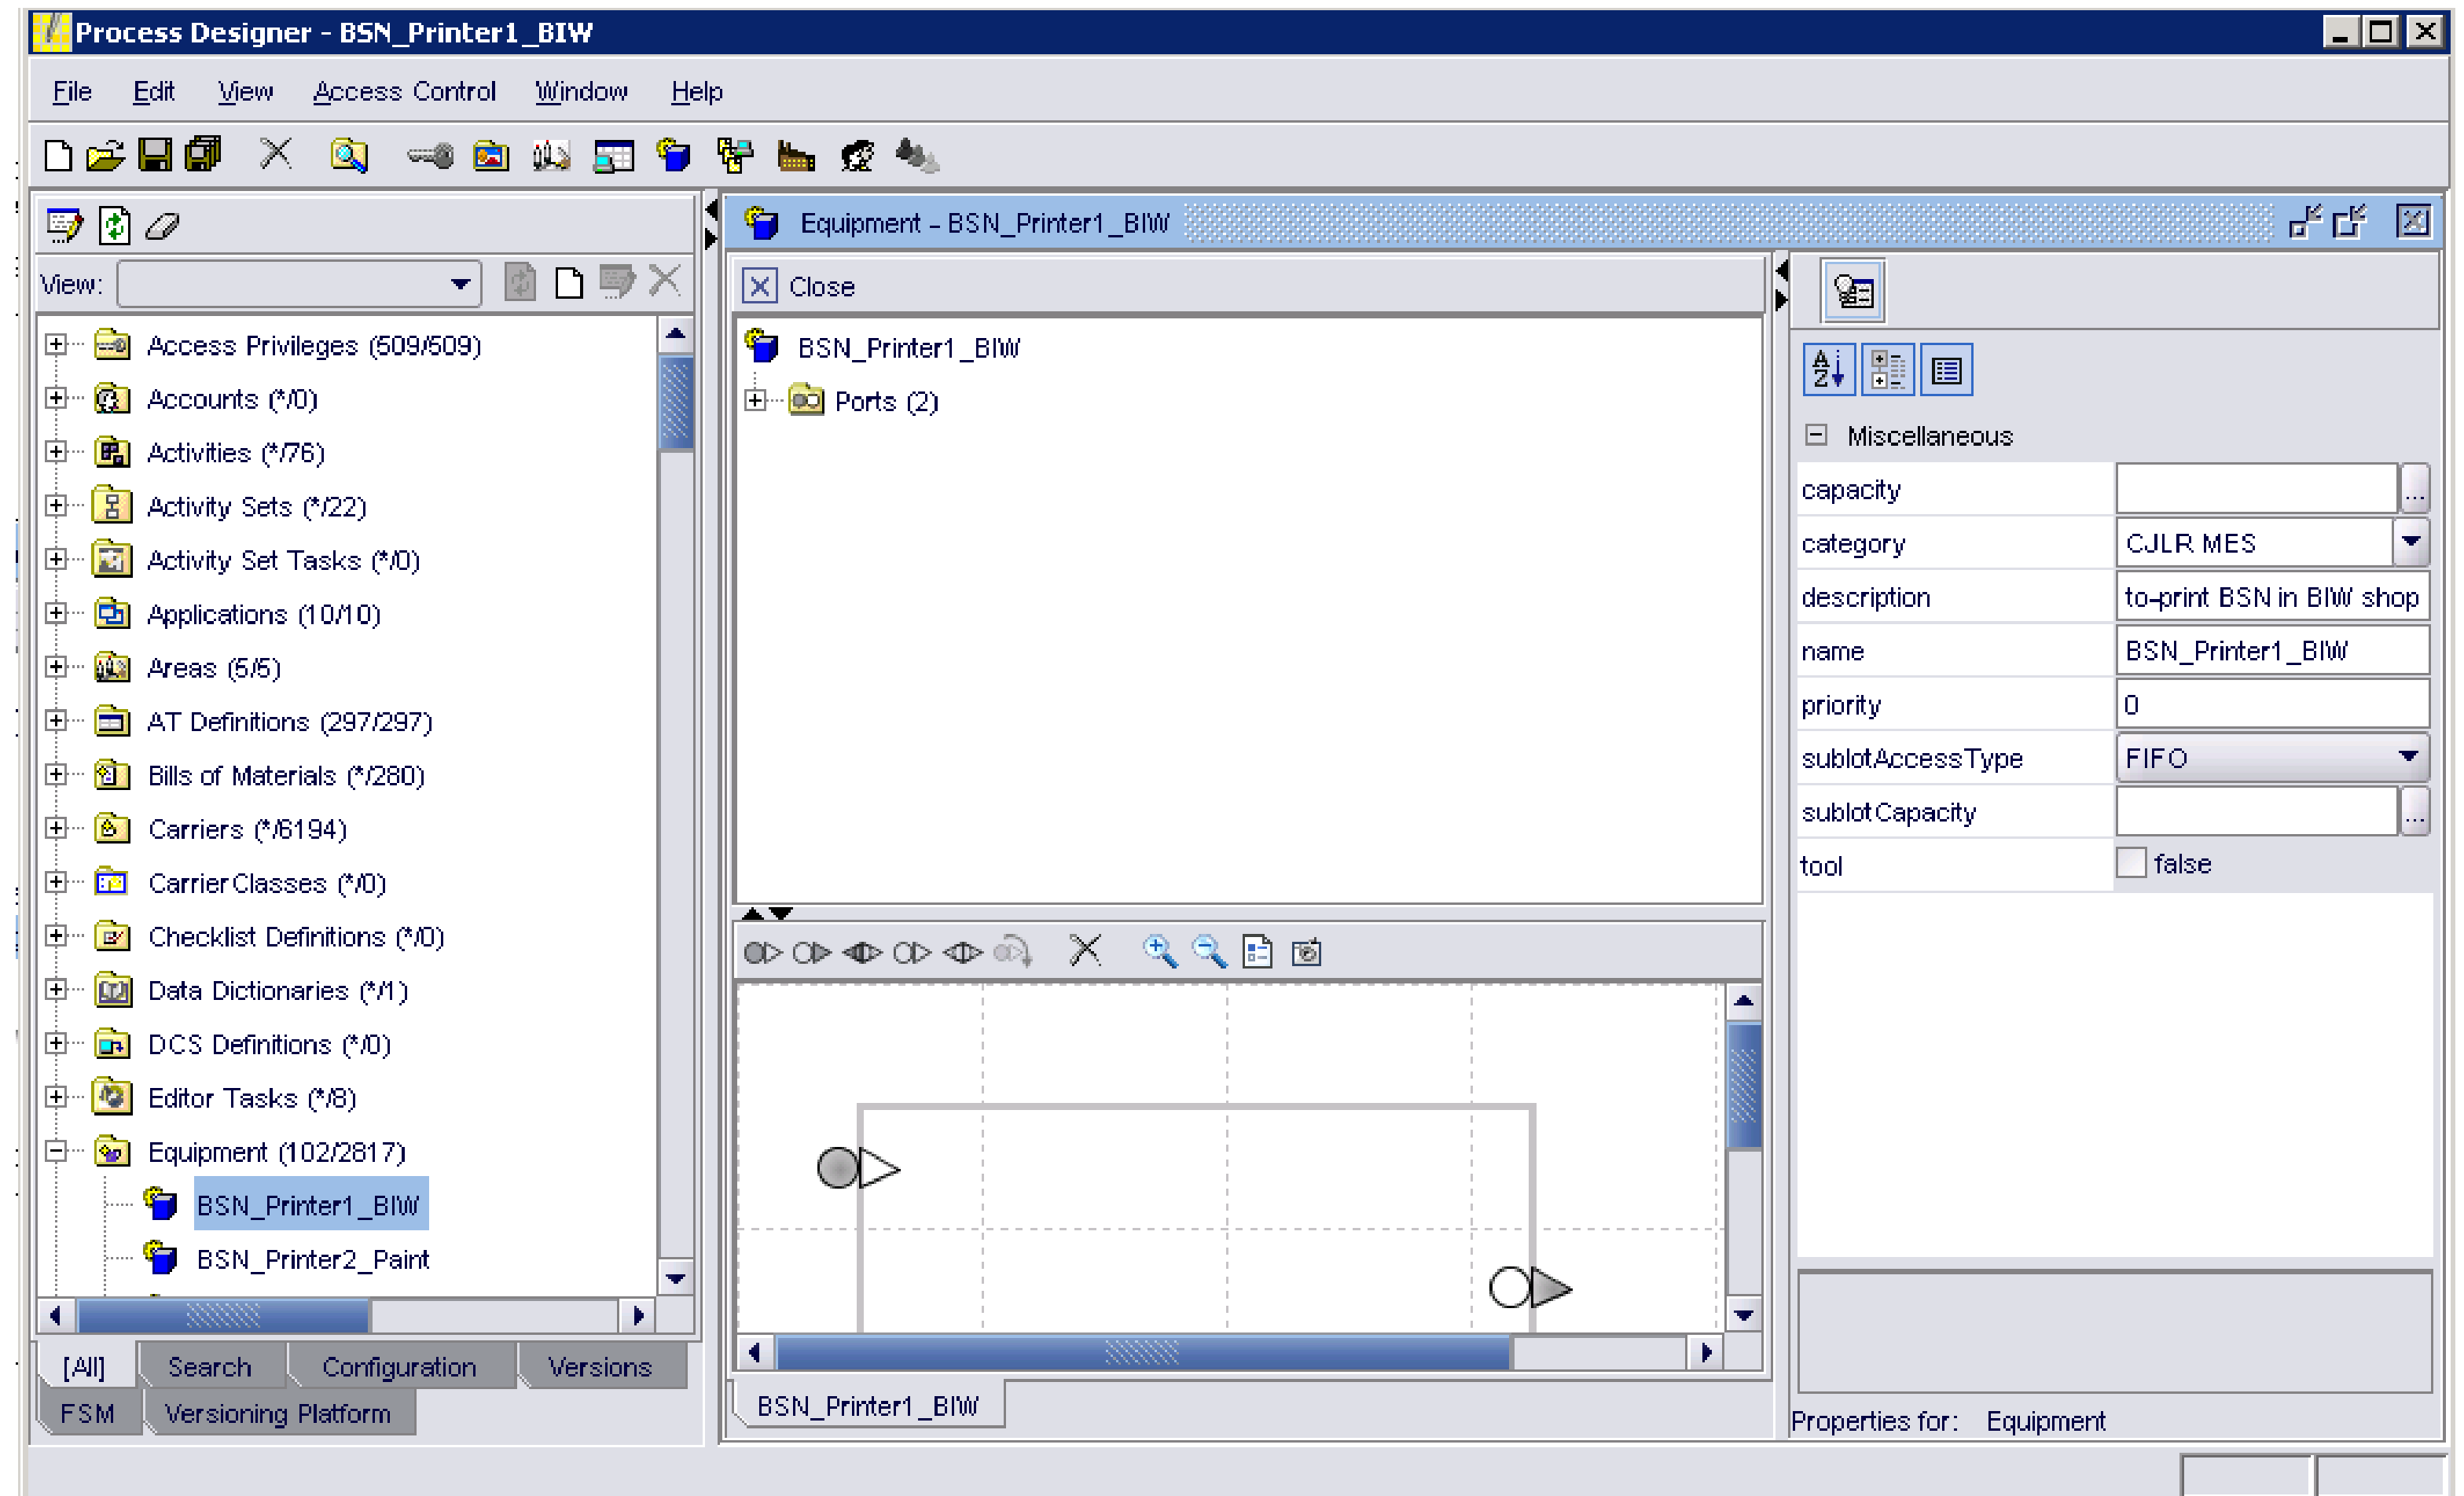 Process Designer - BSN_Printer1_BIW
File Edit View Access Control Window Help
View:
Access Privileges (509/509)
Accounts (*/0)
Activities (*/76)
Activity Sets (*/22)
Activity Set Tasks (*/0)
Applications (10/10)
Areas (5/5)
AT Definitions (297/297)
Bills of Materials (*/280)
Carriers (*/6194)
CarrierClasses (*/0)
Checklist Definitions (*/0)
Data Dictionaries (*/1)
DCS Definitions (*/0)
Editor Tasks (*/8)
Equipment (102/2817)
BSN_Printer1_BIW
BSN_Printer2_Paint
[All] Search Configuration Versions
FSM Versioning Platform
Equipment - BSN_Printer1_BIW
Close
BSN_Printer1_BIW
Ports (2)
BSN_Printer1_BIW
Miscellaneous
capacity ...
category CJLR MES
description to-print BSN in BIW shop
name BSN_Printer1_BIW
priority 0
sublotAccessType FIFO
sublotCapacity ...
tool false
Properties for: Equipment